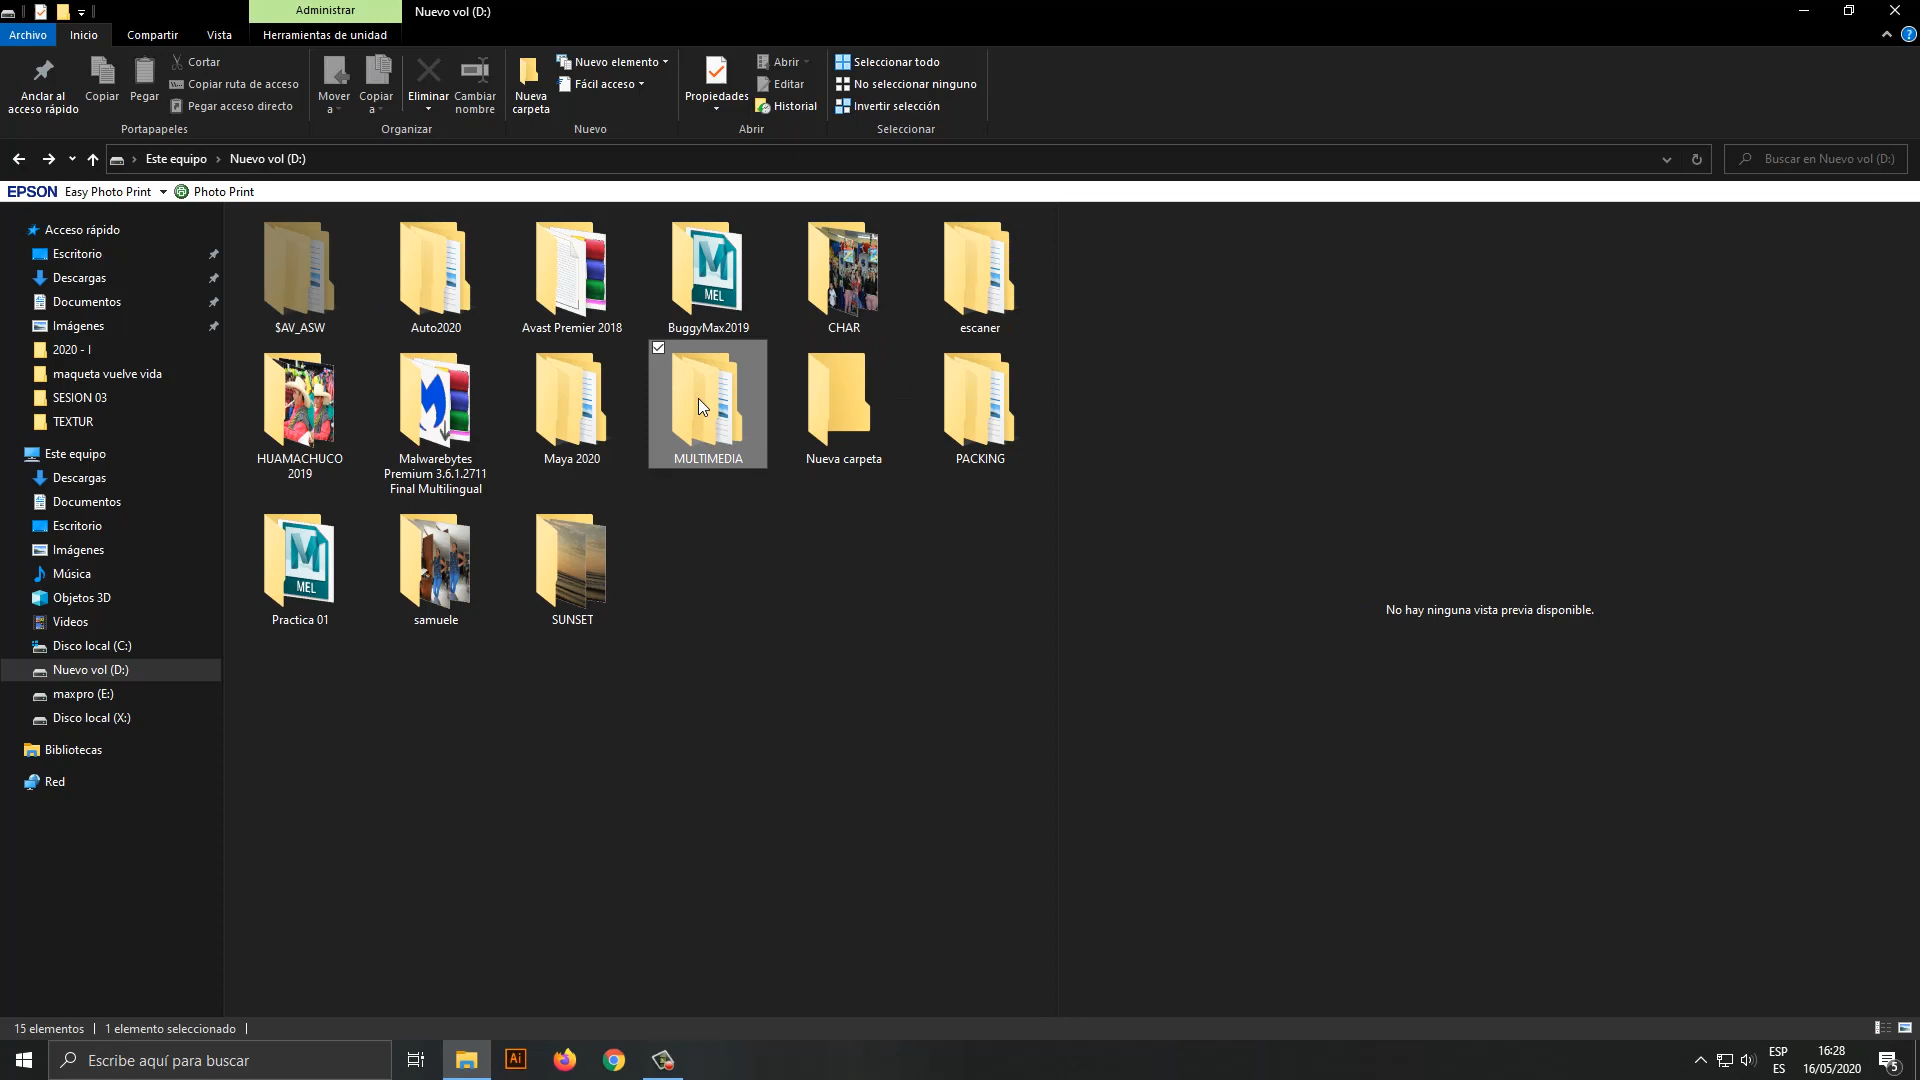 Administrar
Nuevo vol (D:)
Archivo
Inicio
Compartir
Vista
Herramientas de unidad
Anclar al
acceso rápido
Copiar
Pegar
Cortar
Copiar ruta de acceso
Pegar acceso directo
Portapapeles
Mover
a
Copiar
a
Eliminar
Cambiar
nombre
Organizar
Nueva
carpeta
Nuevo elemento
Fácil acceso
Nuevo
Propiedades
Abrir
Editar
Historial
Abrir
Seleccionar todo
No seleccionar ninguno
Invertir selección
Seleccionar
Este equipo
Nuevo vol (D:)
Buscar en Nuevo vol (D:)
EPSON Easy Photo Print
Photo Print
Acceso rápido
Escritorio
Descargas
Documentos
Imágenes
2020 - I
maqueta vuelve vida
SESION 03
TEXTUR
Este equipo
Descargas
Documentos
Escritorio
Imágenes
Música
Objetos 3D
Videos
Disco local (C:)
Nuevo vol (D:)
maxpro (E:)
Disco local (X:)
Bibliotecas
Red
$AV_ASW
Auto2020
Avast Premier 2018
MEL
BuggyMax2019
CHAR
escaner
HUAMACHUCO
2019
Malwarebytes
Premium 3.6.1.2711
Final Multilingual
Maya 2020
MULTIMEDIA
Nueva carpeta
PACKING
MEL
Practica 01
samuele
SUNSET
No hay ninguna vista previa disponible.
15 elementos
1 elemento seleccionado
Escribe aquí para buscar
Ai
ESP
ES
16:28
16/05/2020
5